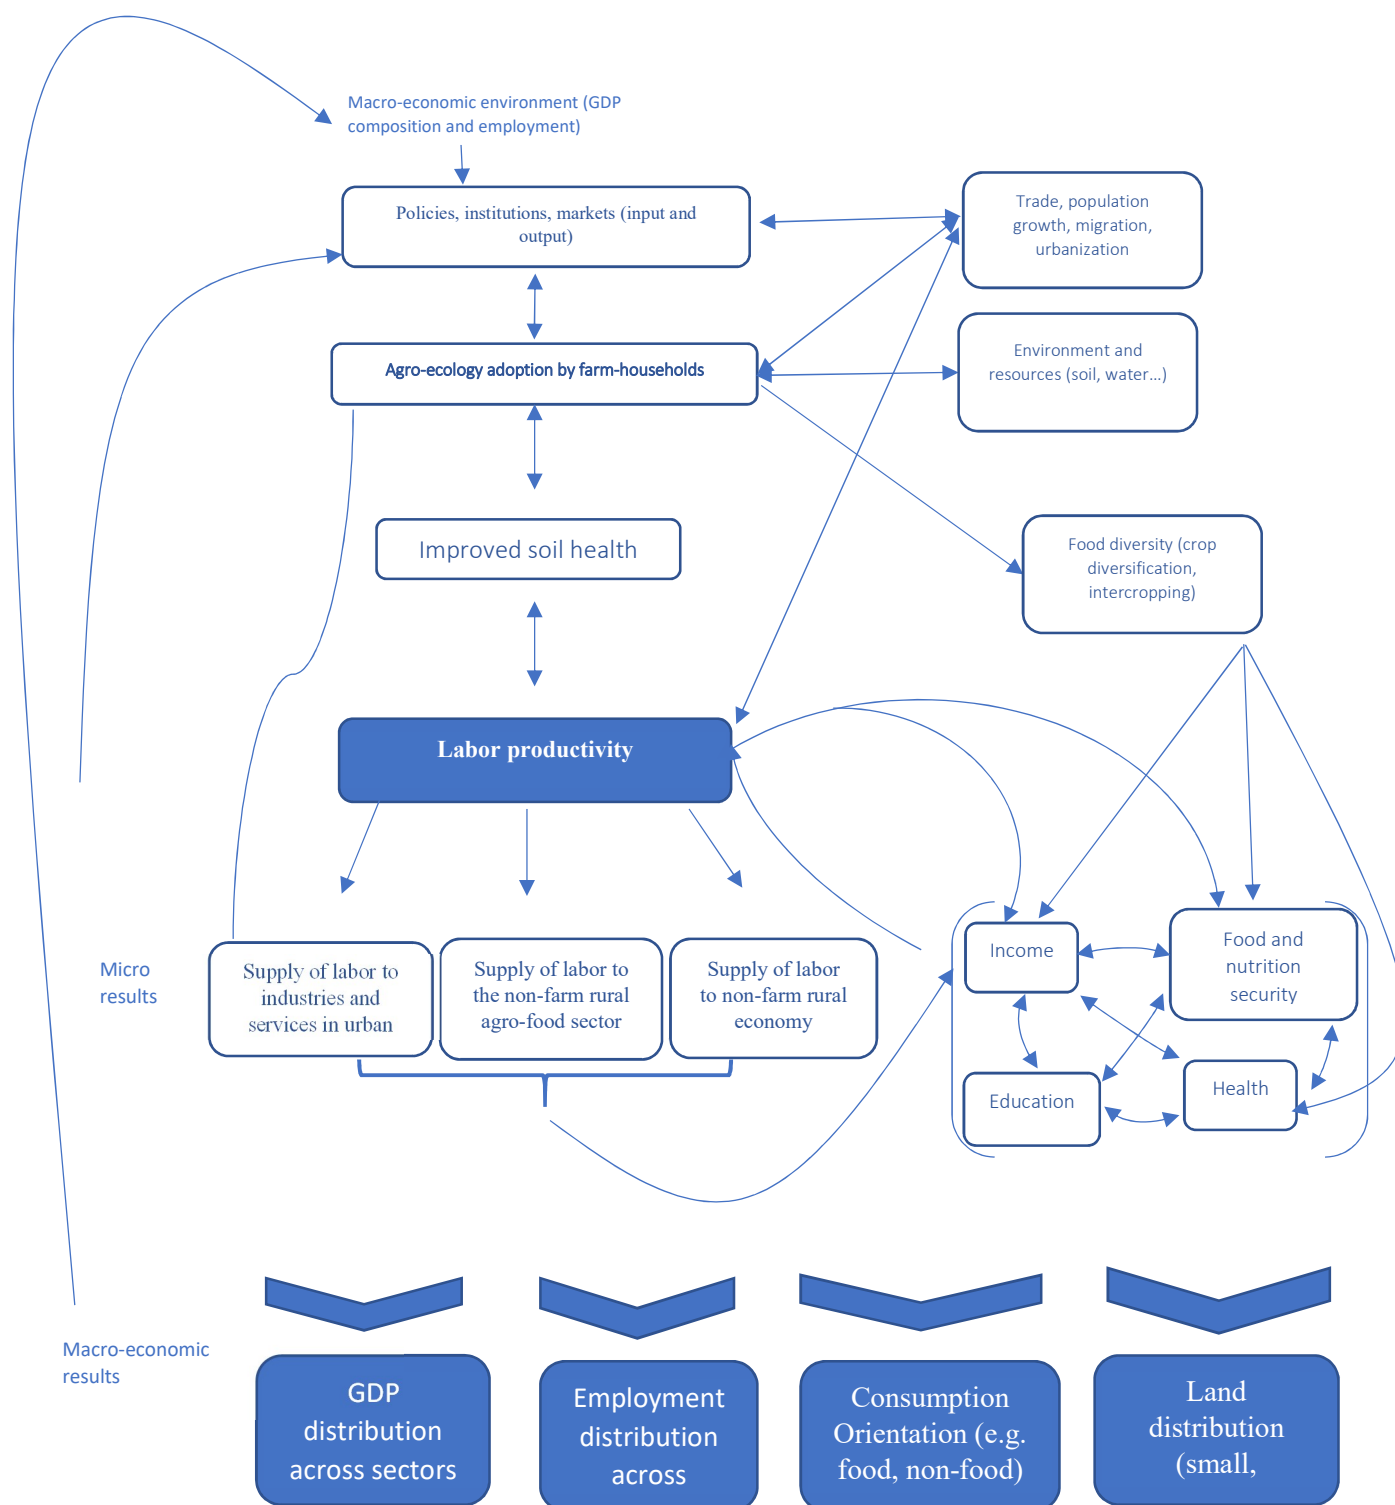 Macro-economic environment (GDP
composition and employment)
Policies, institutions, markets (input and
output)
Trade, population
growth, migration,
urbanization
Agro-ecology adoption by farm-households
Environment and
resources (soil, water…)
Improved soil health
Food diversity (crop
diversification,
intercropping)
Labor productivity
Micro
results
Supply of labor to
industries and
services in urban
Supply of labor to
the non-farm rural
agro-food sector
Supply of labor
to non-farm rural
economy
Income
Food and
nutrition
security
Education
Health
Macro-economic
results
GDP
distribution
across sectors
Employment
distribution
across
Consumption
Orientation (e.g.
food, non-food)
Land
distribution
(small,